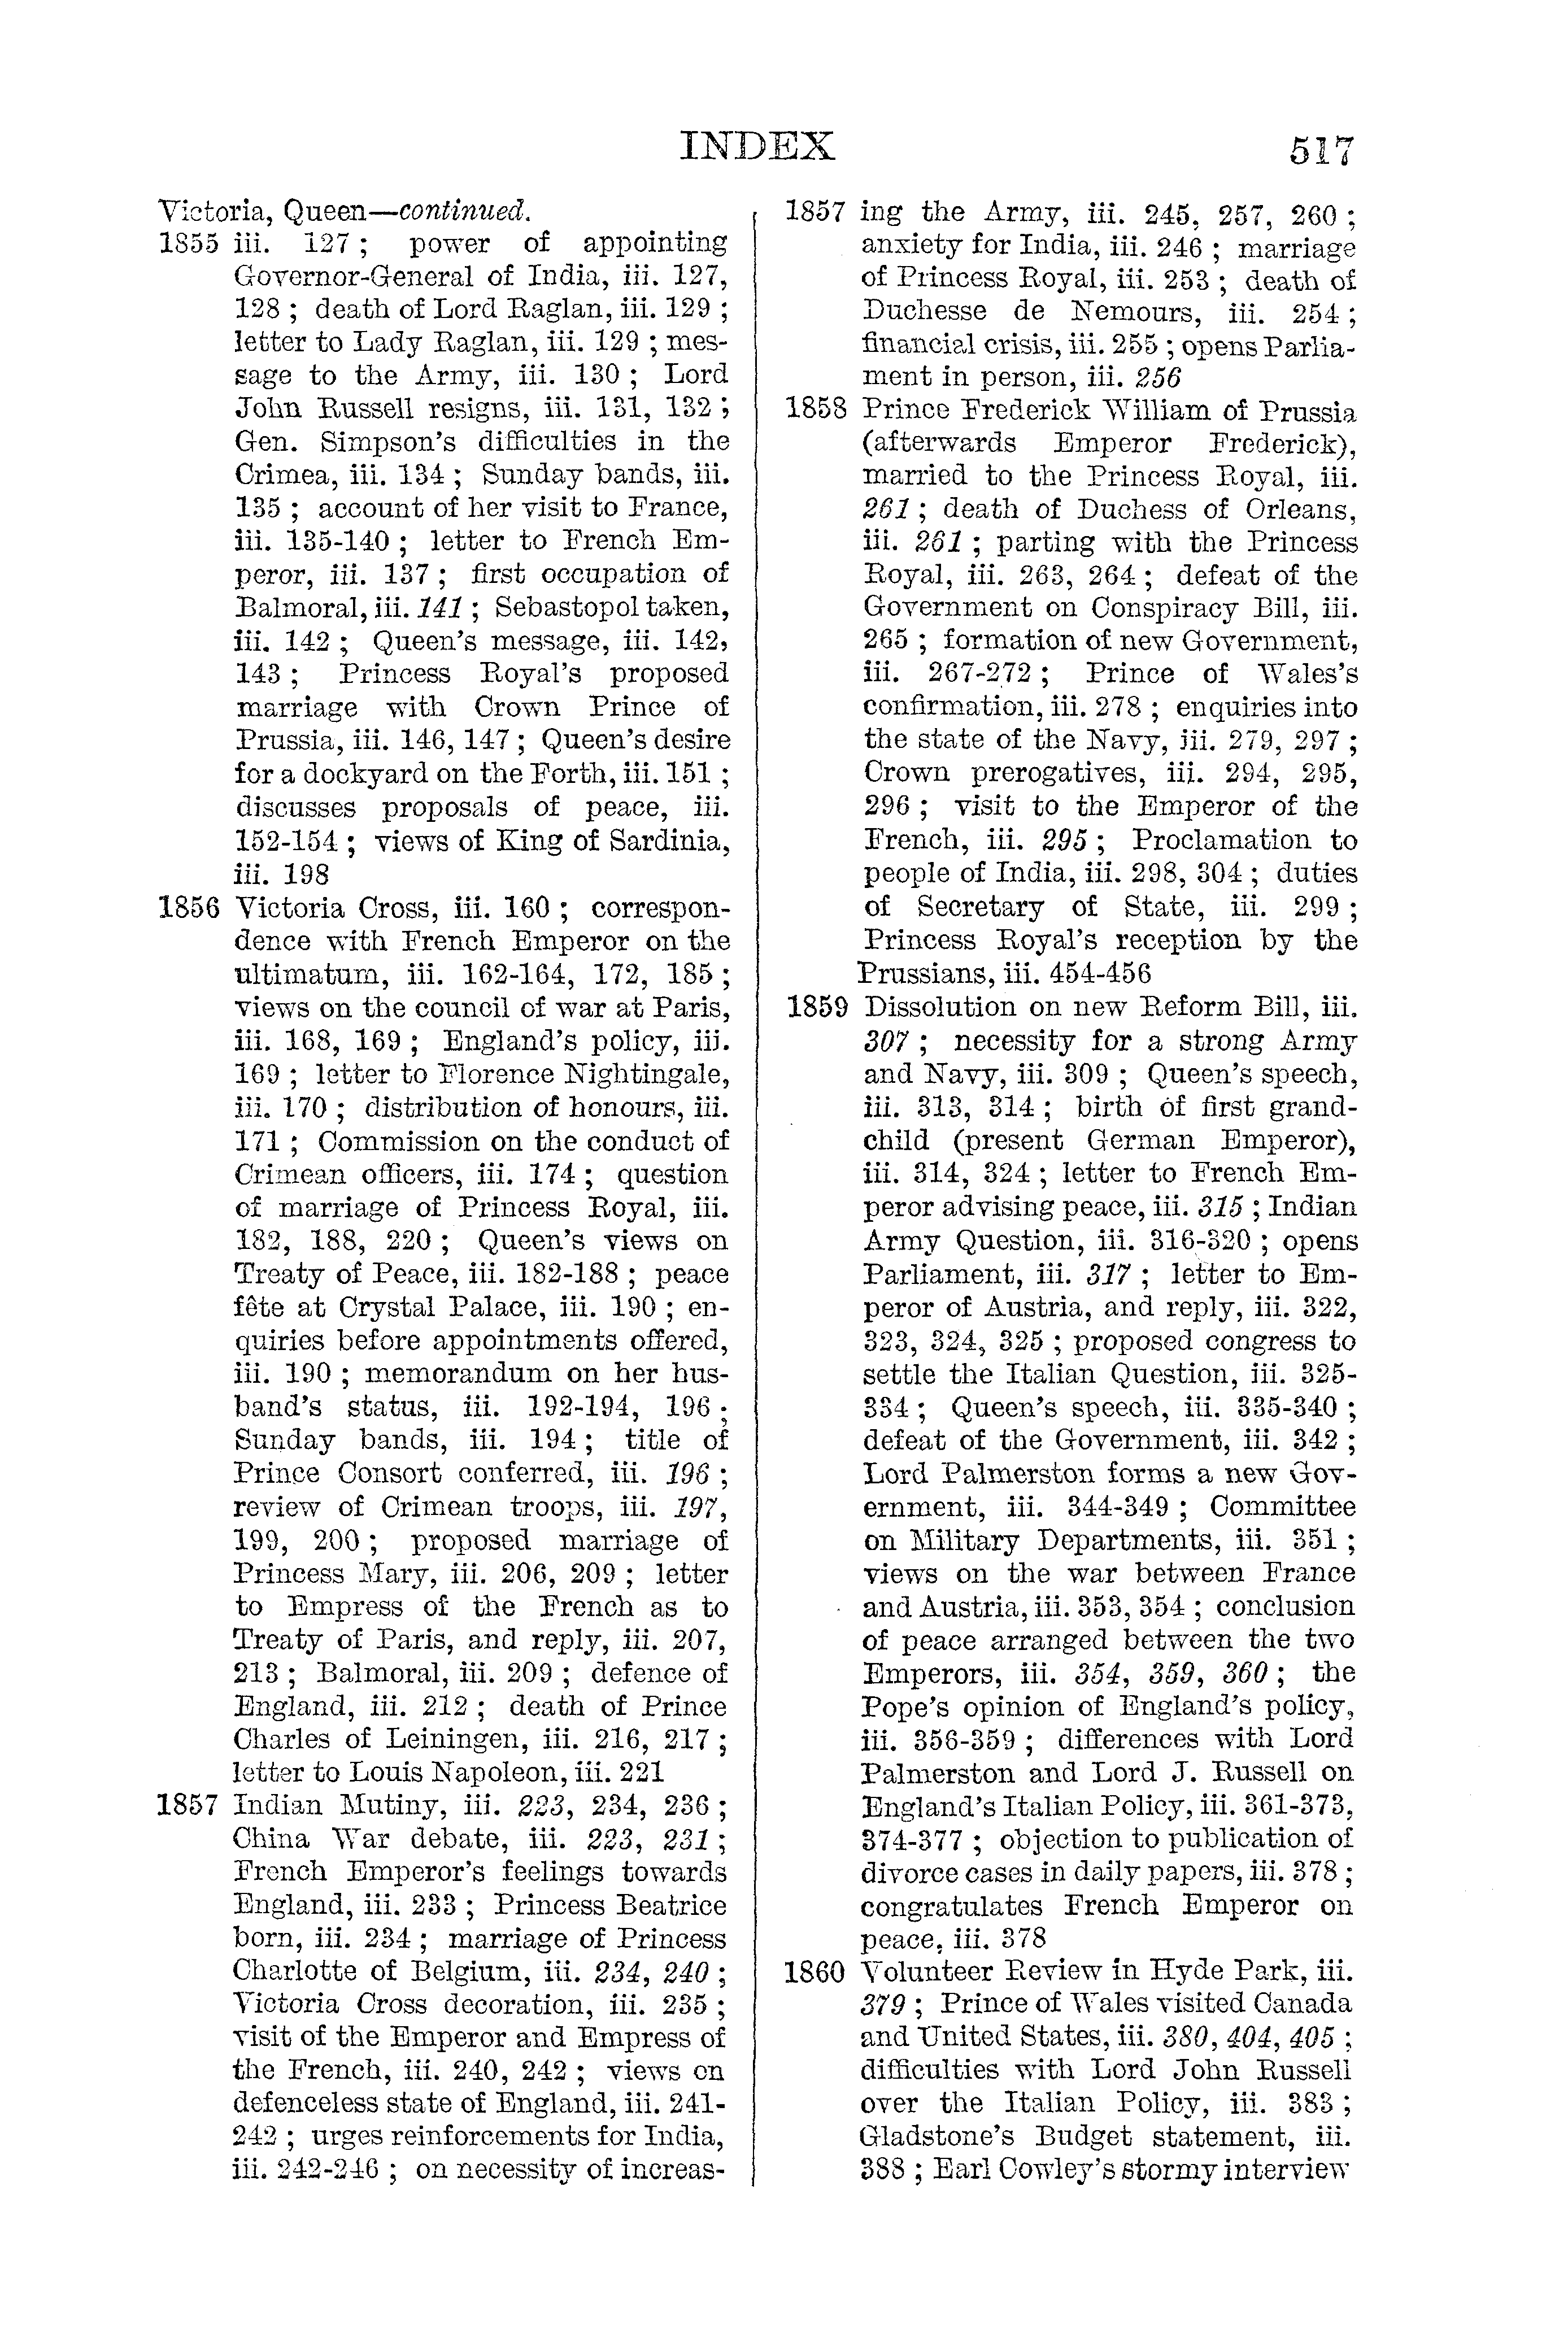 INDEX 517
Victoria, Queen—continued.
1855 iii. 127 ; power of appointing
Governor-General of India, iii. 127,
128 ; death of Lord Raglan, iii. 129 ;
letter to Lady Raglan, iii. 129 ; mes-
sage to the Army, iii. 130 ; Lord
John Russell resigns, iii. 131, 132 ;
Gen. Simpson's difficulties in the
Crimea, iii. 134 ; Sunday bands, iii.
135 ; account of her visit to France,
iii. 135-140 ; letter to French Em-
peror, iii. 137 ; first occupation of
Balmoral, iii. 141 ; Sebastopol taken,
iii. 142 ; Queen's message, iii. 142,
143 ; Princess Royal's proposed
marriage with Crown Prince of
Prussia, iii. 146, 147 ; Queen's desire
for a dockyard on the Forth, iii. 151 ;
discusses proposals of peace, iii.
152-154 ; views of King of Sardinia,
iii. 198
1856 Victoria Cross, iii. 160 ; correspon-
dence with French Emperor on the
ultimatum, iii. 162-164, 172, 185 ;
views on the council of war at Paris,
iii. 168, 169 ; England's policy, iii.
169 ; letter to Florence Nightingale,
iii. 170 ; distribution of honours, iii.
171 ; Commission on the conduct of
Crimean officers, iii. 174 ; question
of marriage of Princess Royal, iii.
182, 188, 220 ; Queen's views on
Treaty of Peace, iii. 182-188 ; peace
fête at Crystal Palace, iii. 190 ; en-
quiries before appointments offered,
iii. 190 ; memorandum on her hus-
band's status, iii. 192-194, 196 ;
Sunday bands, iii. 194 ; title of
Prince Consort conferred, iii. 196 ;
review of Crimean troops, iii. 197,
199, 200 ; proposed marriage of
Princess Mary, iii. 206, 209 ; letter
to Empress of the French as to
Treaty of Paris, and reply, iii. 207,
213 ; Balmoral, iii. 209 ; defence of
England, iii. 212 ; death of Prince
Charles of Leiningen, iii. 216, 217 ;
letter to Louis Napoleon, iii. 221
1857 Indian Mutiny, iii. 223, 234, 236 ;
China War debate, iii. 223, 231 ;
French Emperor's feelings towards
England, iii. 233 ; Princess Beatrice
born, iii. 234 ; marriage of Princess
Charlotte of Belgium, iii. 234, 240 ;
Victoria Cross decoration, iii. 235 ;
visit of the Emperor and Empress of
the French, iii. 240, 242 ; views on
defenceless state of England, iii. 241-
242 ; urges reinforcements for India,
iii. 242-246 ; on necessity of increas-
1857 ing the Army, iii. 245, 257, 260 ;
anxiety for India, iii. 246 ; marriage
of Princess Royal, iii. 253 ; death of
Duchesse de Nemours, iii. 254 ;
financial crisis, iii. 255 ; opens Parlia-
ment in person, iii. 256
1858 Prince Frederick William of Prussia
(afterwards Emperor Frederick),
married to the Princess Royal, iii.
261 ; death of Duchess of Orleans,
iii. 261 ; parting with the Princess
Royal, iii. 263, 264 ; defeat of the
Government on Conspiracy Bill, iii.
265 ; formation of new Government,
iii. 267-272 ; Prince of Wales's
confirmation, iii. 278 ; enquiries into
the state of the Navy, iii. 279, 297 ;
Crown prerogatives, iii. 294, 295,
296 ; visit to the Emperor of the
French, iii. 295 ; Proclamation to
people of India, iii. 298, 304 ; duties
of Secretary of State, iii. 299 ;
Princess Royal's reception by the
Prussians, iii. 454-456
1859 Dissolution on new Reform Bill, iii.
307 ; necessity for a strong Army
and Navy, iii. 309 ; Queen's speech,
iii. 313, 314 ; birth of first grand-
child (present German Emperor),
iii. 314, 324 ; letter to French Em-
peror advising peace, iii. 315 ; Indian
Army Question, iii. 316-320 ; opens
Parliament, iii. 317 ; letter to Em-
peror of Austria, and reply, iii. 322,
323, 324, 325 ; proposed congress to
settle the Italian Question, iii. 325-
334 ; Queen's speech, iii. 335-340 ;
defeat of the Government, iii. 342 ;
Lord Palmerston forms a new Gov-
ernment, iii. 344-349 ; Committee
on Military Departments, iii. 351 ;
views on the war between France
and Austria, iii. 353, 354 ; conclusion
of peace arranged between the two
Emperors, iii. 354, 359, 360 ; the
Pope's opinion of England's policy,
iii. 356-359 ; differences with Lord
Palmerston and Lord J. Russell on
England's Italian Policy, iii. 361-373,
374-377 ; objection to publication of
divorce cases in daily papers, iii. 378 ;
congratulates French Emperor on
peace, iii. 378
1860 Volunteer Review in Hyde Park, iii.
379 ; Prince of Wales visited Canada
and United States, iii. 380, 404, 405 ;
difficulties with Lord John Russell
over the Italian Policy, iii. 383 ;
Gladstone's Budget statement, iii.
388 ; Earl Cowley's stormy interview